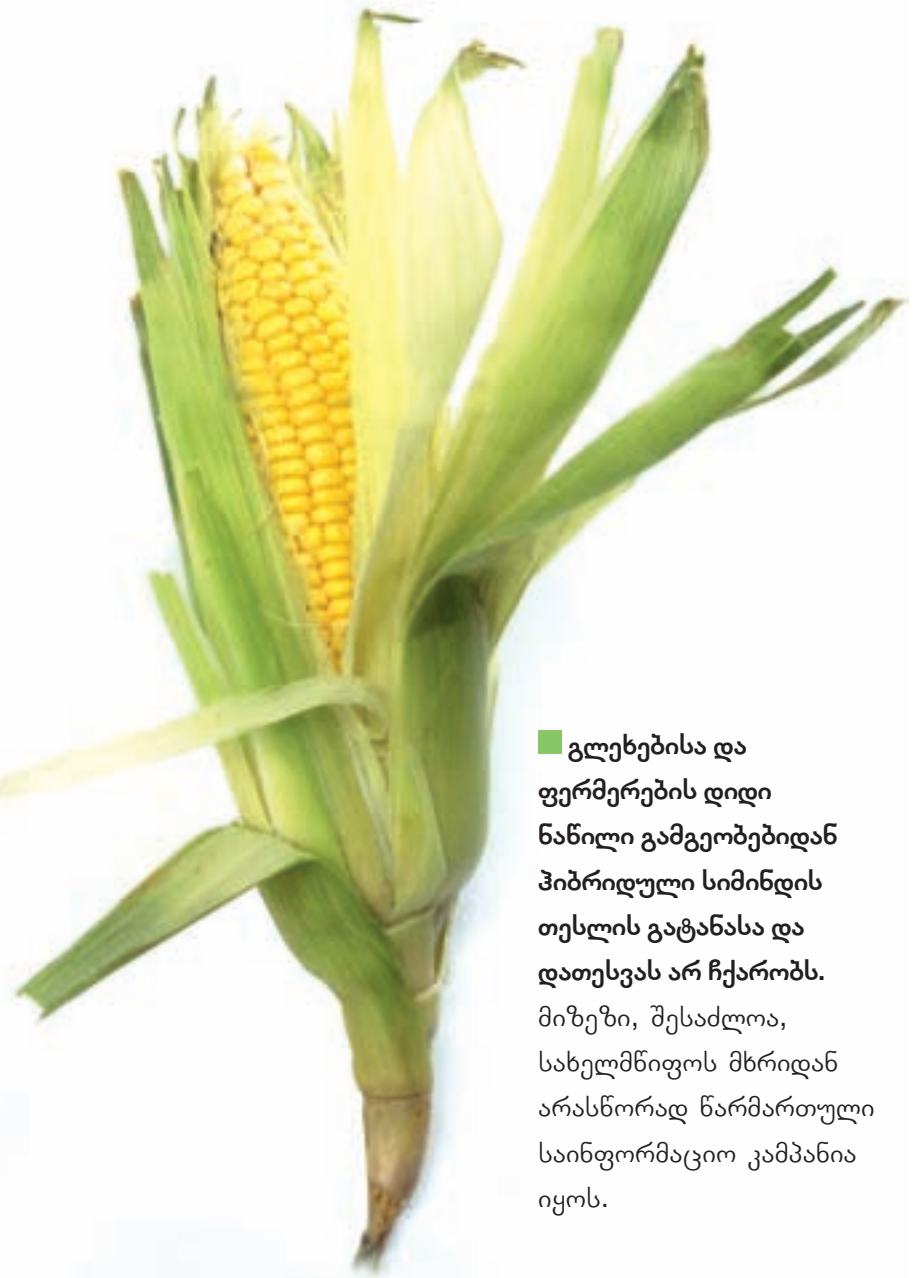 გლეხებისა და
ფერმერების დიდი
ნაწილი გამგეობებიდან
ჰიბრიდული სიმინდის
თესლის გატანასა და
დათესვას არ ჩქარობს.
მიზეზი, შესაძლოა,
სახელმწიფოს მხრიდან
არასწორად წარმართული
საინფორმაციო კამპანია
იყოს.